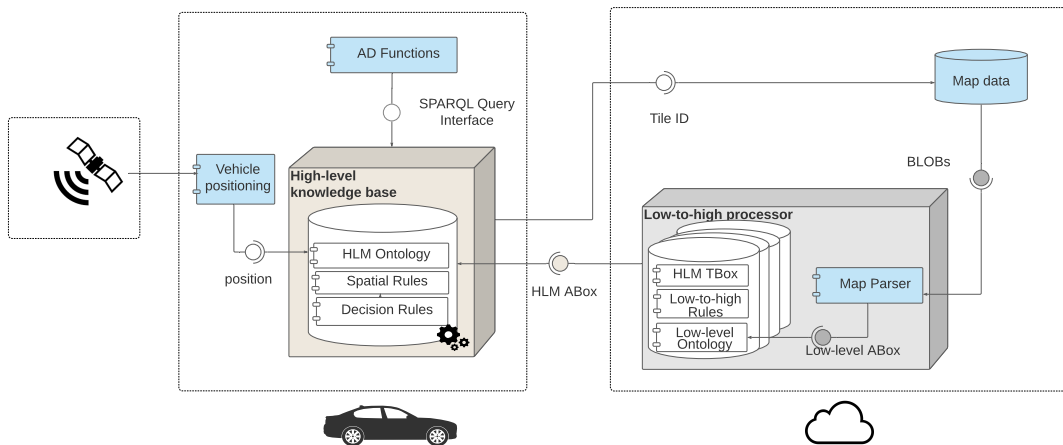 AD Functions
SPARQL Query
Interface
Tile ID
Map data
BLOBs
Vehicle
positioning
position
High-level
knowledge base
HLM Ontology
Spatial Rules
Decision Rules
HLM ABox
Low-to-high processor
HLM TBox
Low-to-high
Rules
Low-level
Ontology
Map Parser
Low-level ABox